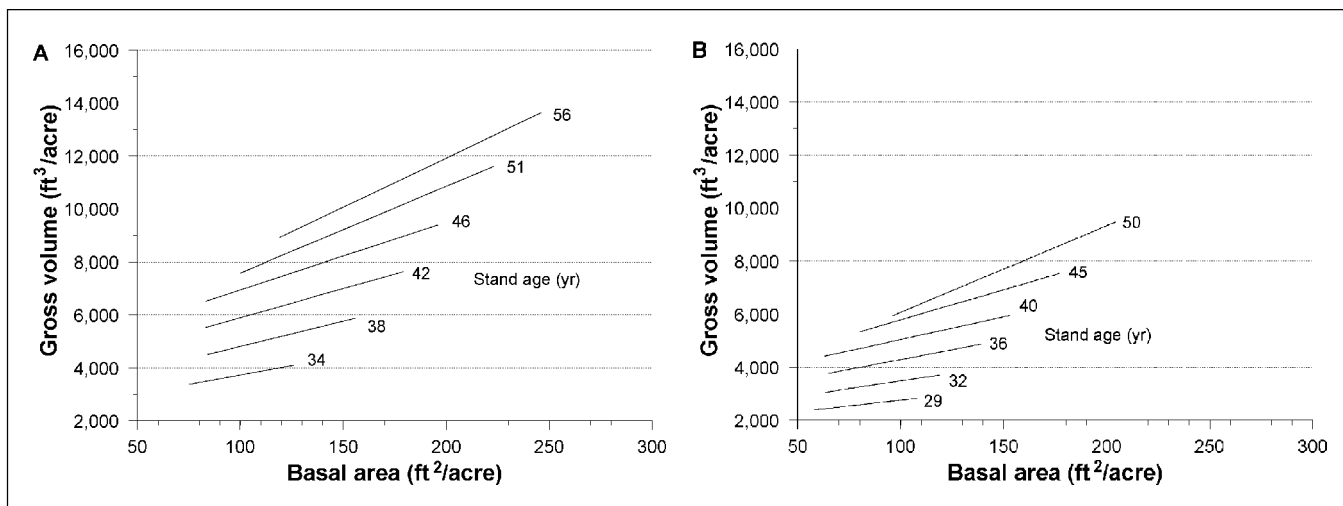 A
Gross volume (ft³/acre)
16,000
14,000
12,000
10,000
8,000
6,000
4,000
2,000
56
51
46
42
38
34
Stand age (yr)
50 100 150 200 250 300
Basal area (ft²/acre)
B
Gross volume (ft³/acre)
16,000
14,000
12,000
10,000
8,000
6,000
4,000
2,000
50
45
40
36
32
29
Stand age (yr)
50 100 150 200 250 300
Basal area (ft²/acre)